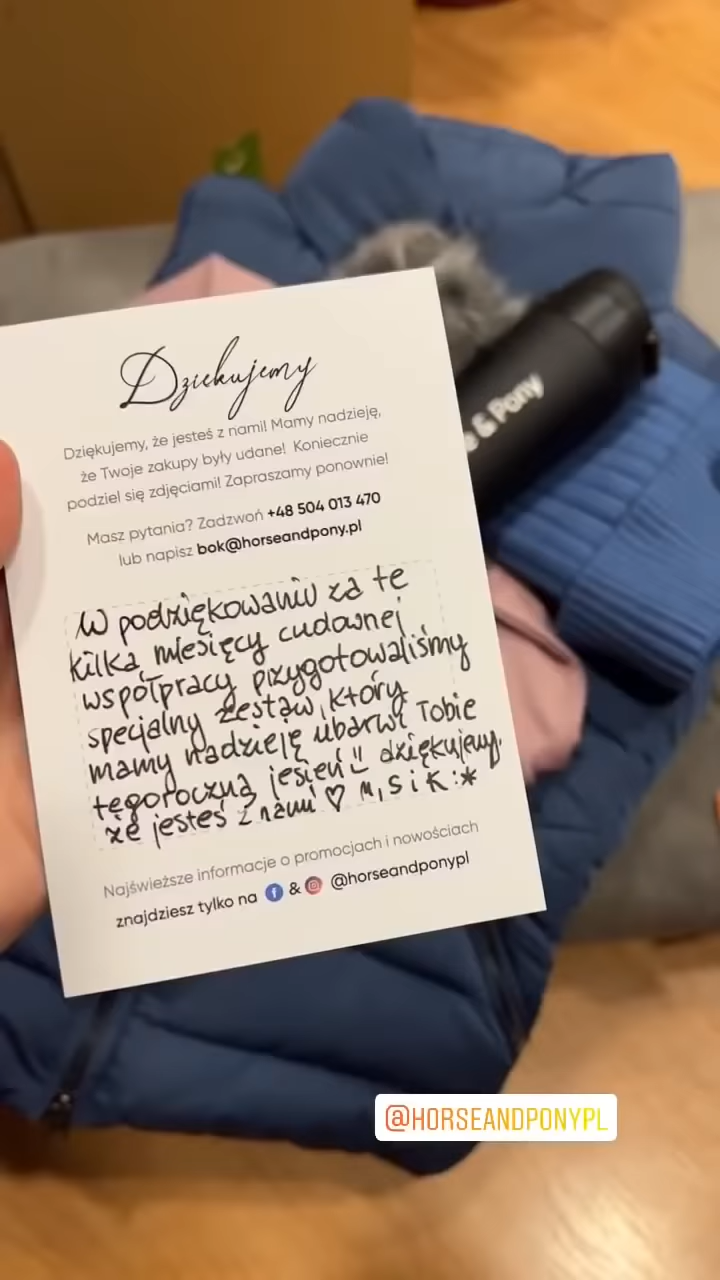 Dziękujemy
Dziękujemy, że jesteś z nami! Mamy nadzieję,
że Twoje zakupy były udane! Koniecznie
podziel się zdjęciami! Zapraszamy ponownie!
Masz pytania? Zadzwoń +48 504 013 470
lub napisz bok@horseandpony.pl
W podziękowaniu za te
kilka miesięcy cudownej
współpracy przygotowaliśmy
specjalny zestaw, który
mamy nadzieję ubarwi Tobie
tegoroczną jesień!! dziękujemy,
że jesteś z nami ♡ M, S i K :*
Najświeższe informacje o promocjach i nowościach
znajdziesz tylko na & @horseandponypl
& Pony
@HORSEANDPONYPL